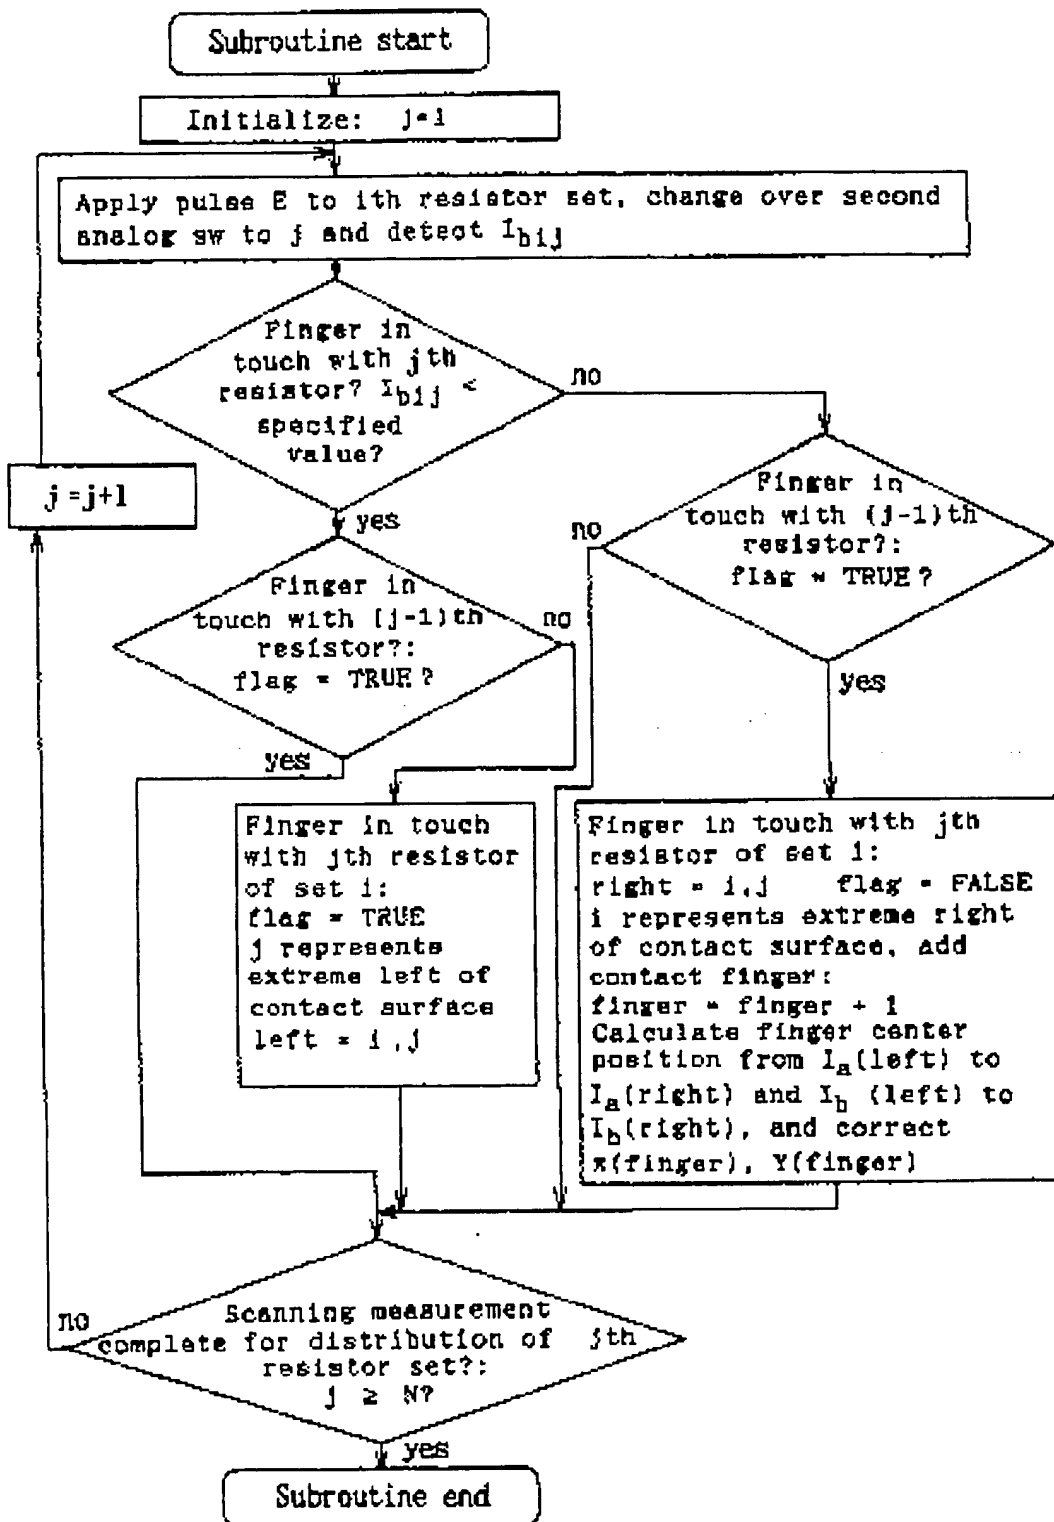 Subroutine start
Initialize: j=1
Apply pulse E to ith resistor set, change over second
analog sw to j and detect I_bij
Finger in
touch with jth
resistor? I_bij <
specified
value?
no
j=j+1
yes
Finger in
touch with (j-1)th
resistor?:
flag = TRUE?
no
Finger in
touch with (j-1)th
resistor?:
flag = TRUE?
no
yes
yes
Finger in touch
with jth resistor
of set i:
flag = TRUE
j represents
extreme left of
contact surface
left = i,j
Finger in touch with jth
resistor of set i:
right = i,j flag = FALSE
i represents extreme right
of contact surface, add
contact finger:
finger = finger + 1
Calculate finger center
position from I_a(left) to
I_a(right) and I_b (left) to
I_b(right), and correct
x(finger), Y(finger)
no
Scanning measurement
complete for distribution of jth
resistor set?:
j ≥ N?
yes
Subroutine end